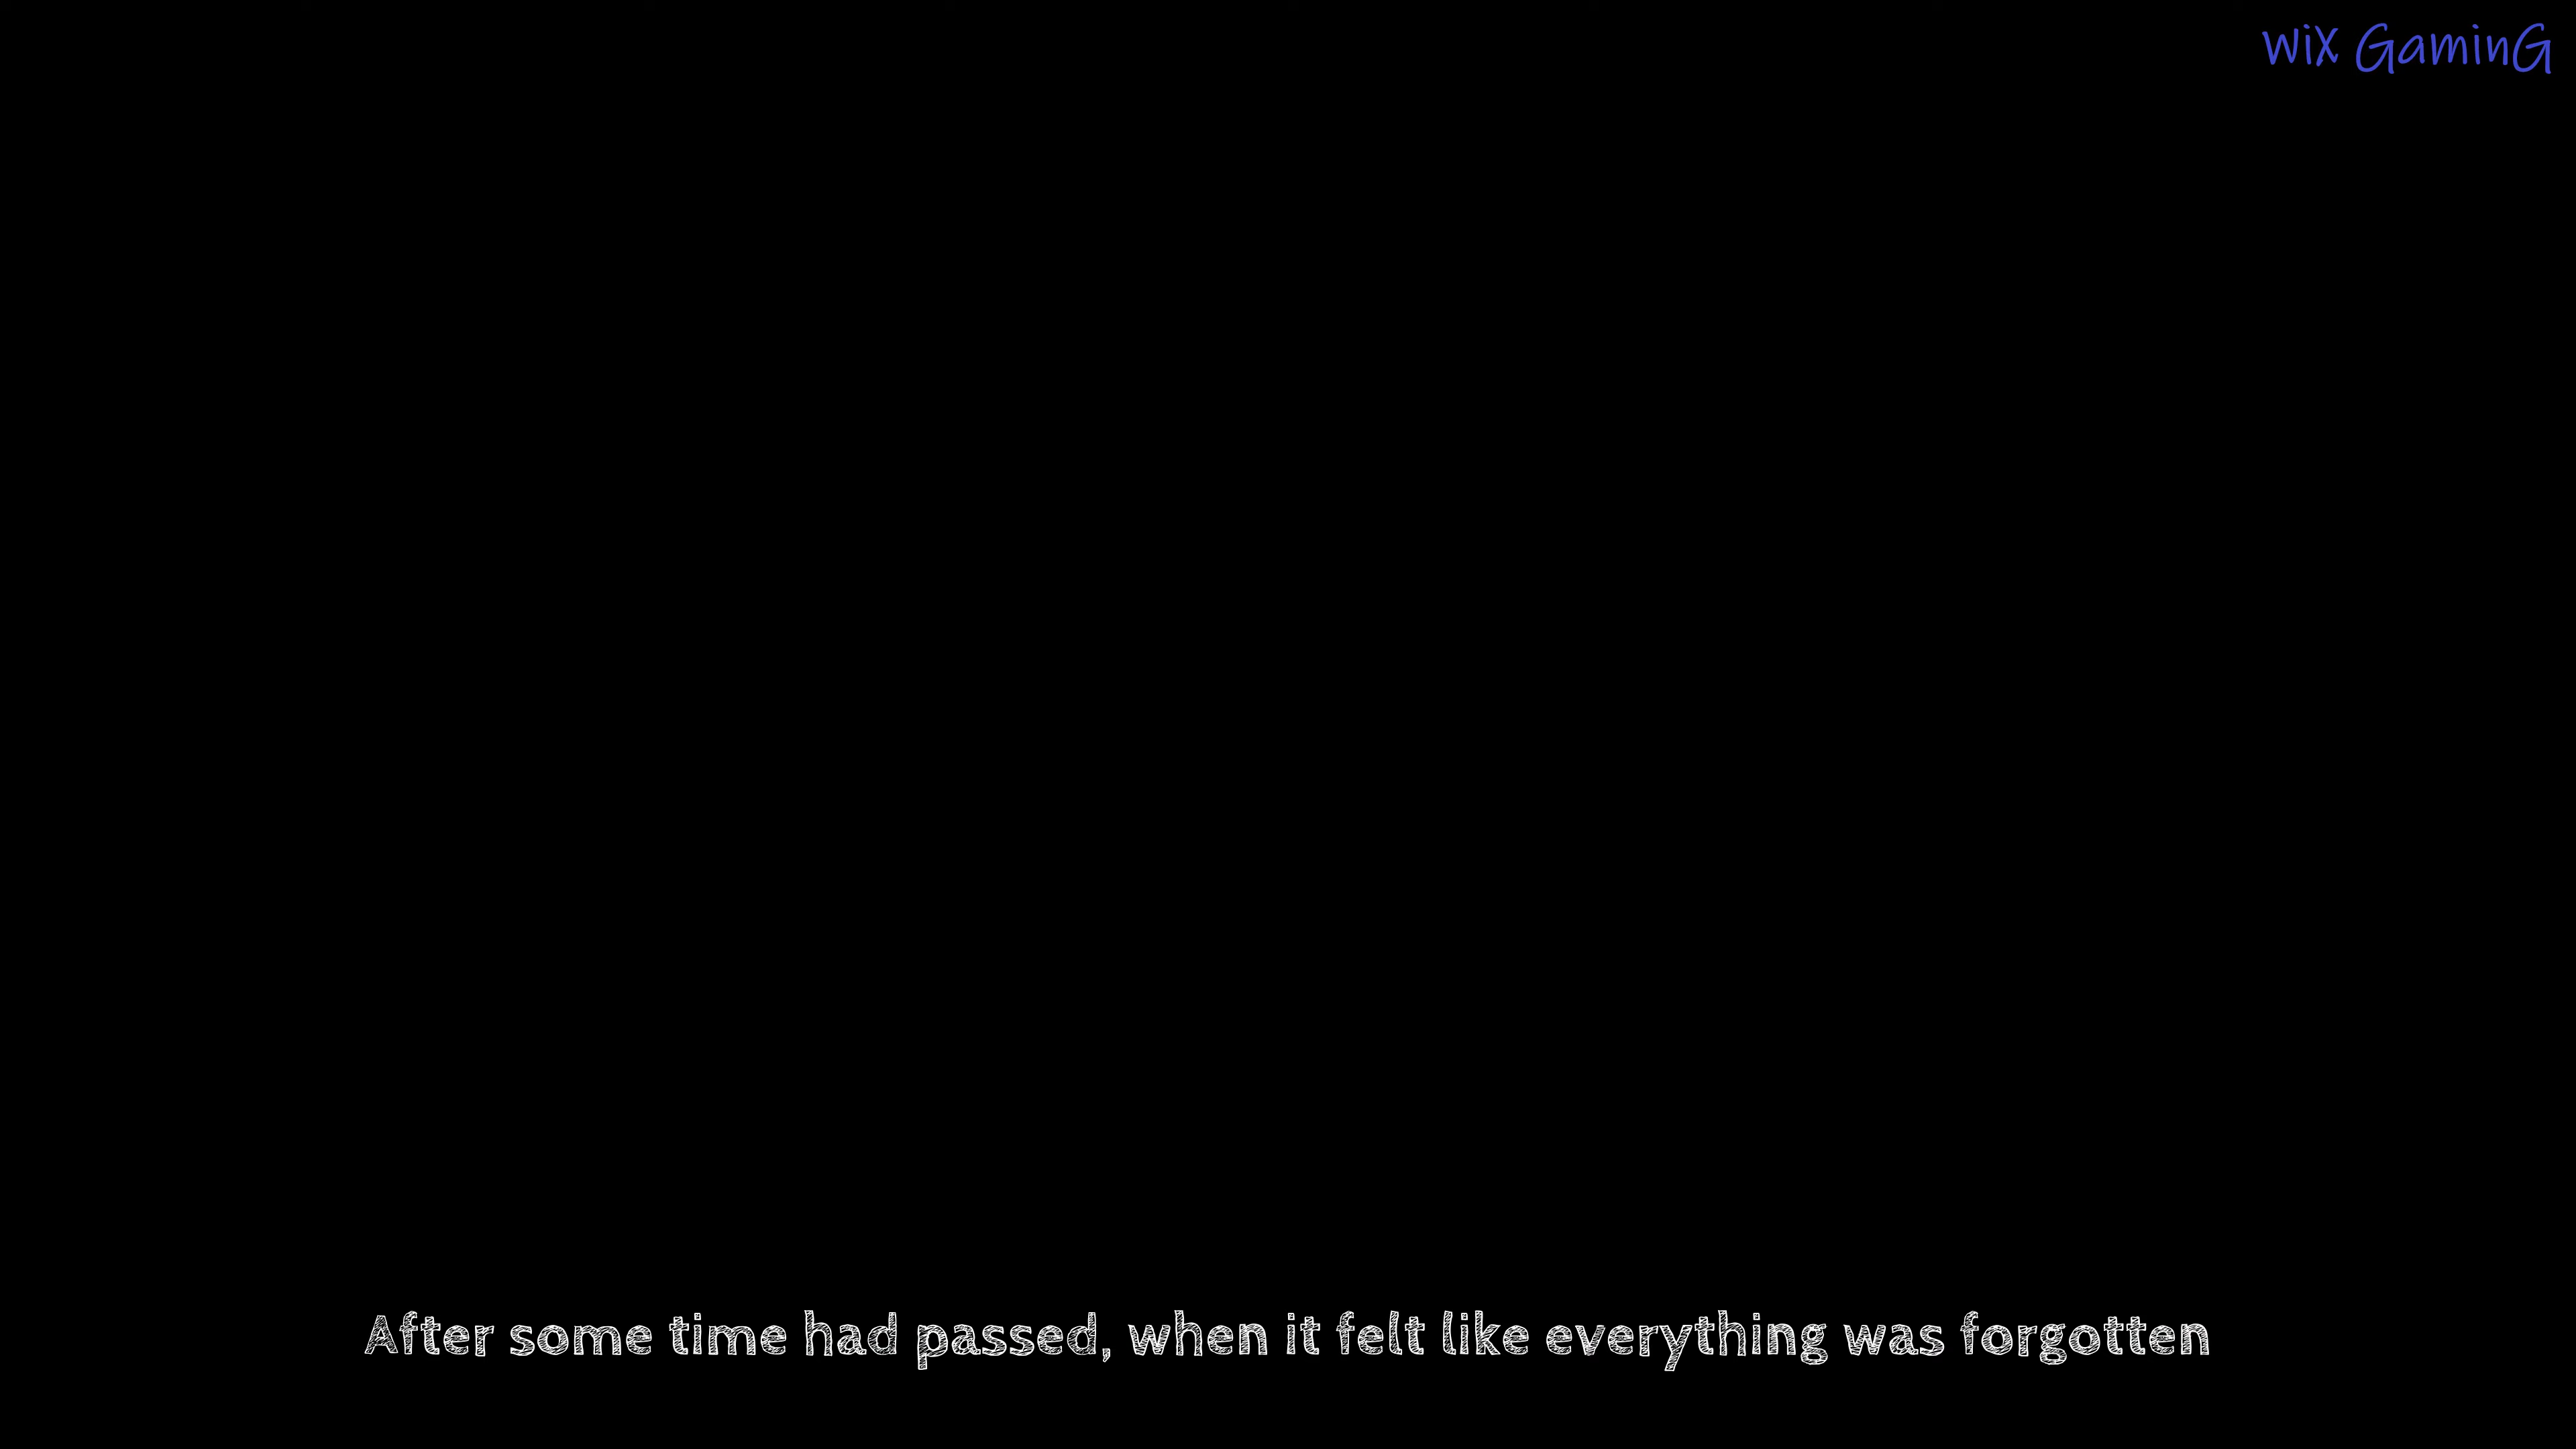 wiX GaminG
After some time had passed, when it felt like everything was forgotten